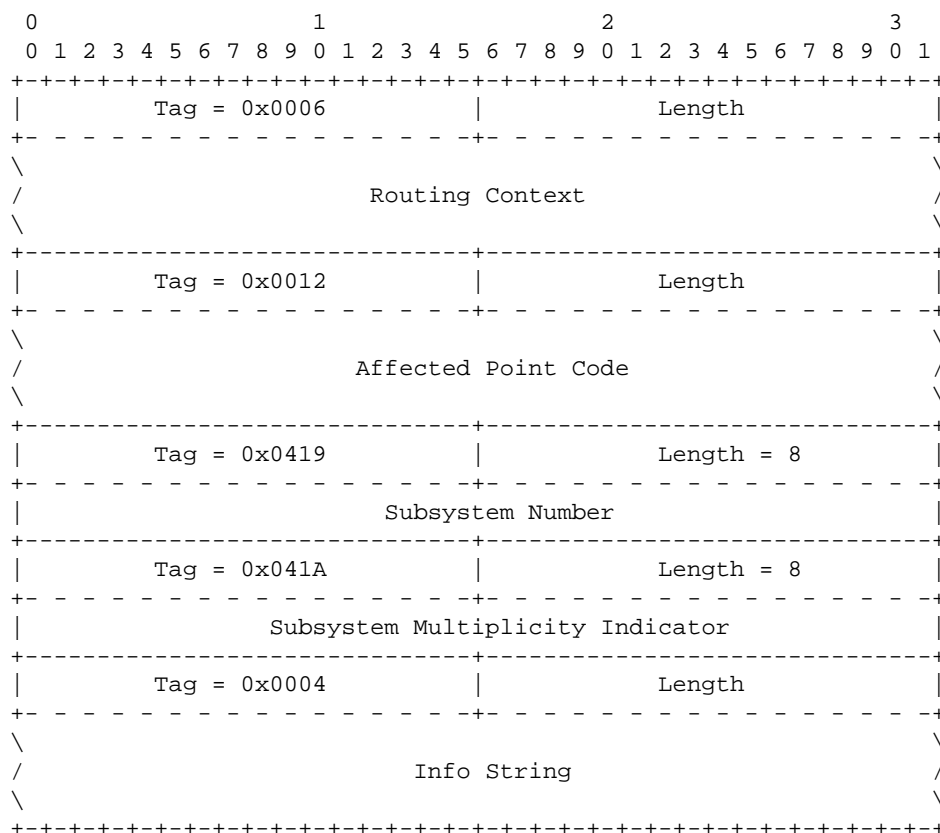 0                   1                   2                   3
0 1 2 3 4 5 6 7 8 9 0 1 2 3 4 5 6 7 8 9 0 1 2 3 4 5 6 7 8 9 0 1
+-+-+-+-+-+-+-+-+-+-+-+-+-+-+-+-+-+-+-+-+-+-+-+-+-+-+-+-+-+-+-+-+
|         Tag = 0x0006          |            Length             |
+- - - - - - - - - - - - - - - -+- - - - - - - - - - - - - - - -+
\                                                               \
/                        Routing Context                        /
\                                                               \
+-------------------------------+-------------------------------+
|         Tag = 0x0012          |            Length             |
+- - - - - - - - - - - - - - - -+- - - - - - - - - - - - - - - -+
\                                                               \
/                       Affected Point Code                     /
\                                                               \
+-------------------------------+-------------------------------+
|         Tag = 0x0419          |            Length = 8         |
+- - - - - - - - - - - - - - - -+- - - - - - - - - - - - - - - -+
|                         Subsystem Number                      |
+-------------------------------+-------------------------------+
|         Tag = 0x041A          |            Length = 8         |
+- - - - - - - - - - - - - - - -+- - - - - - - - - - - - - - - -+
|                 Subsystem Multiplicity Indicator              |
+-------------------------------+-------------------------------+
|         Tag = 0x0004          |            Length             |
+- - - - - - - - - - - - - - - -+- - - - - - - - - - - - - - - -+
\                                                               \
/                           Info String                         /
\                                                               \
+-+-+-+-+-+-+-+-+-+-+-+-+-+-+-+-+-+-+-+-+-+-+-+-+-+-+-+-+-+-+-+-+